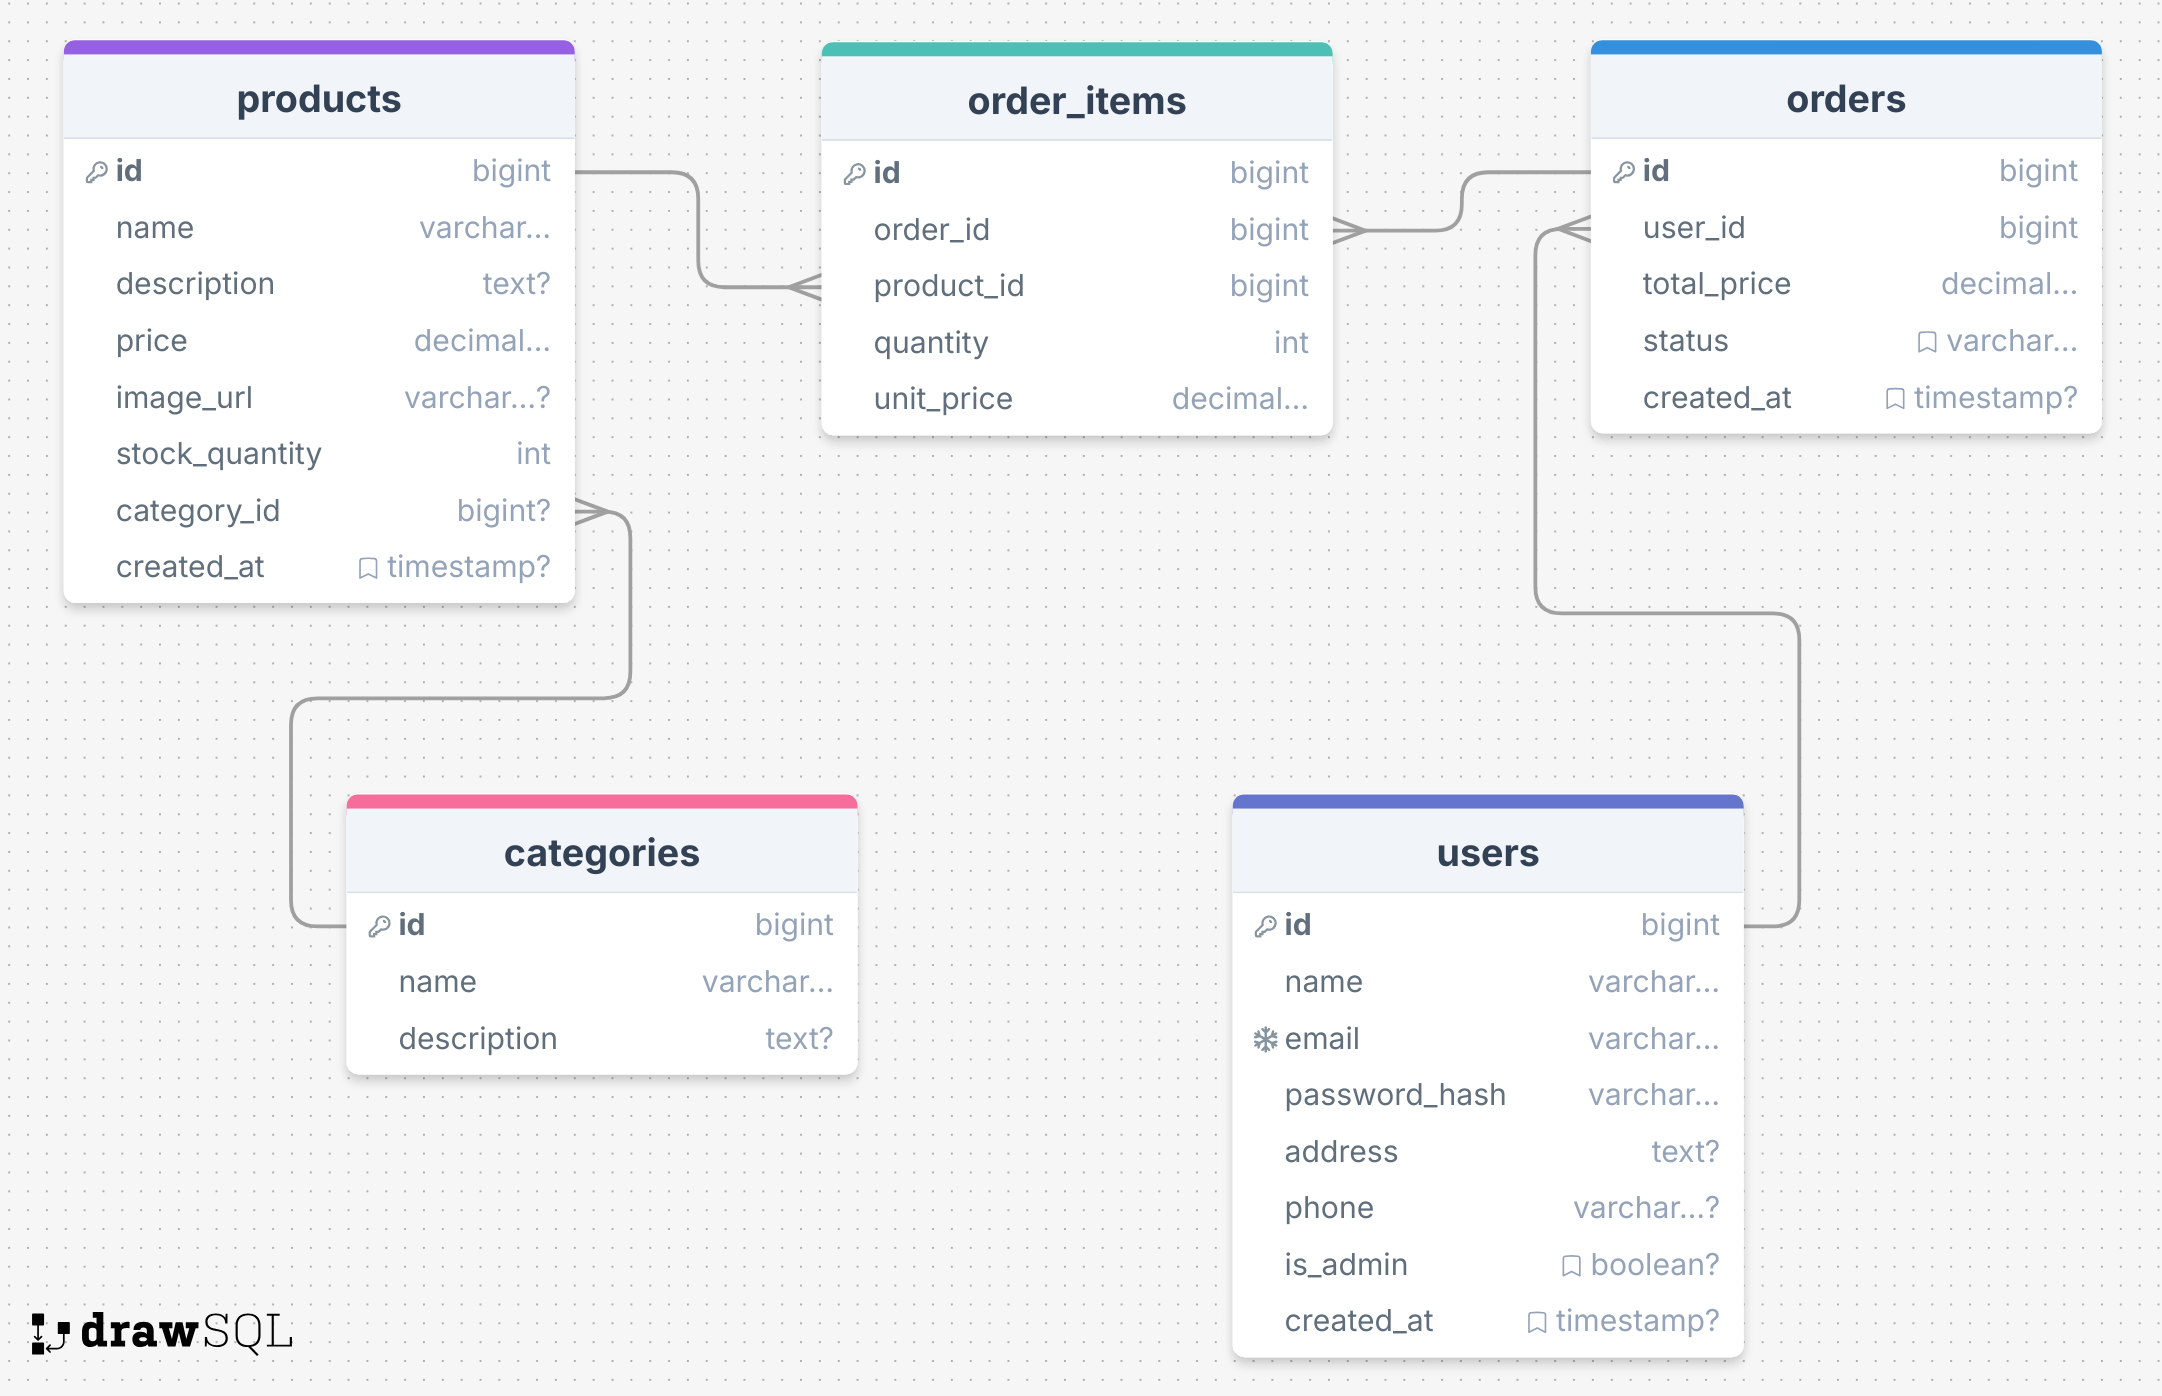 products
id bigint
name varchar...
description text?
price decimal...
image_url varchar...?
stock_quantity int
category_id bigint?
created_at timestamp?
order_items
id bigint
order_id bigint
product_id bigint
quantity int
unit_price decimal...
orders
id bigint
user_id bigint
total_price decimal...
status varchar...
created_at timestamp?
categories
id bigint
name varchar...
description text?
users
id bigint
name varchar...
email varchar...
password_hash varchar...
address text?
phone varchar...?
is_admin boolean?
created_at timestamp?
drawSQL